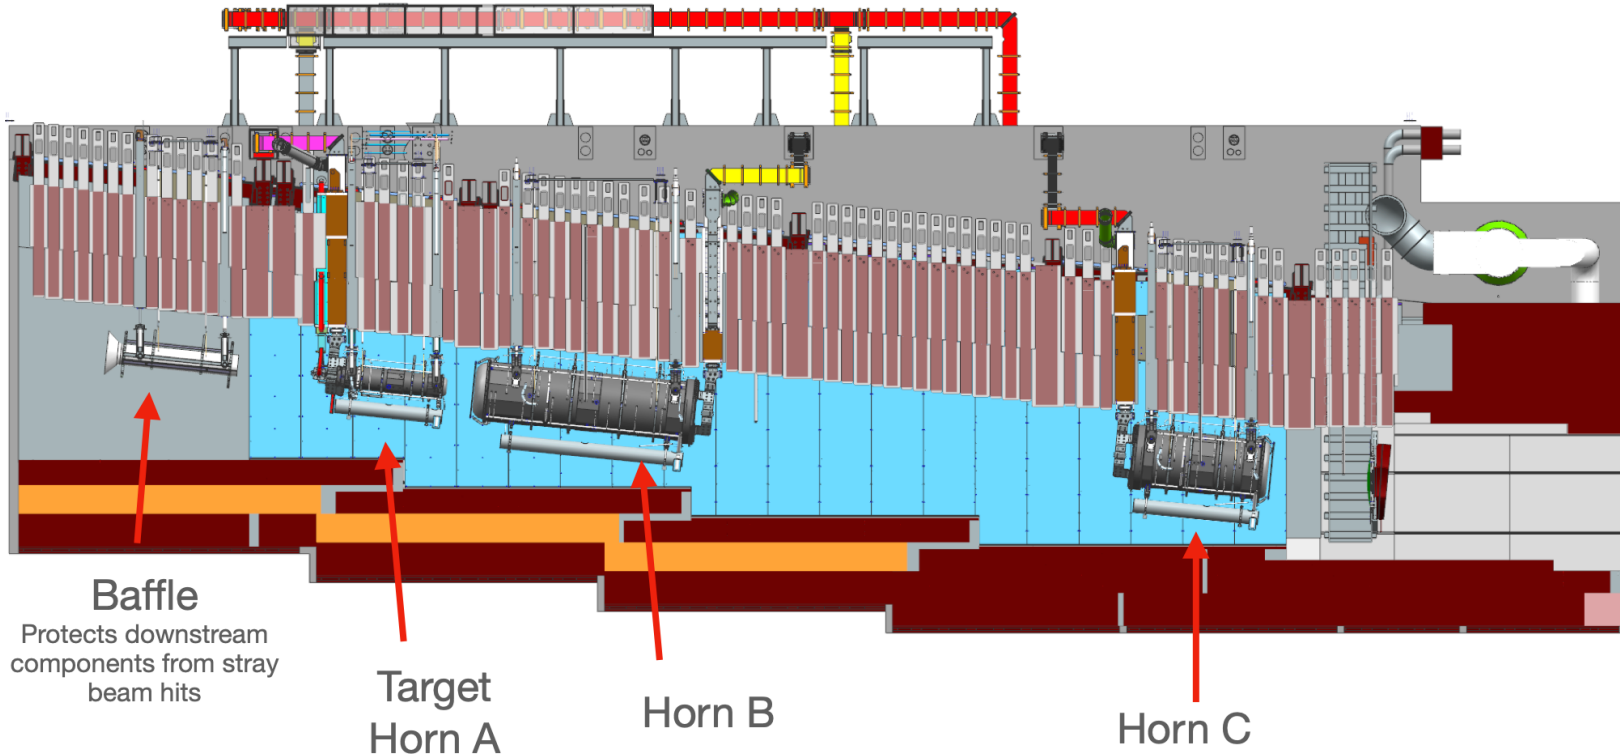 Baffle
Protects downstream
components from stray
beam hits
Target
Horn A
Horn B
Horn C